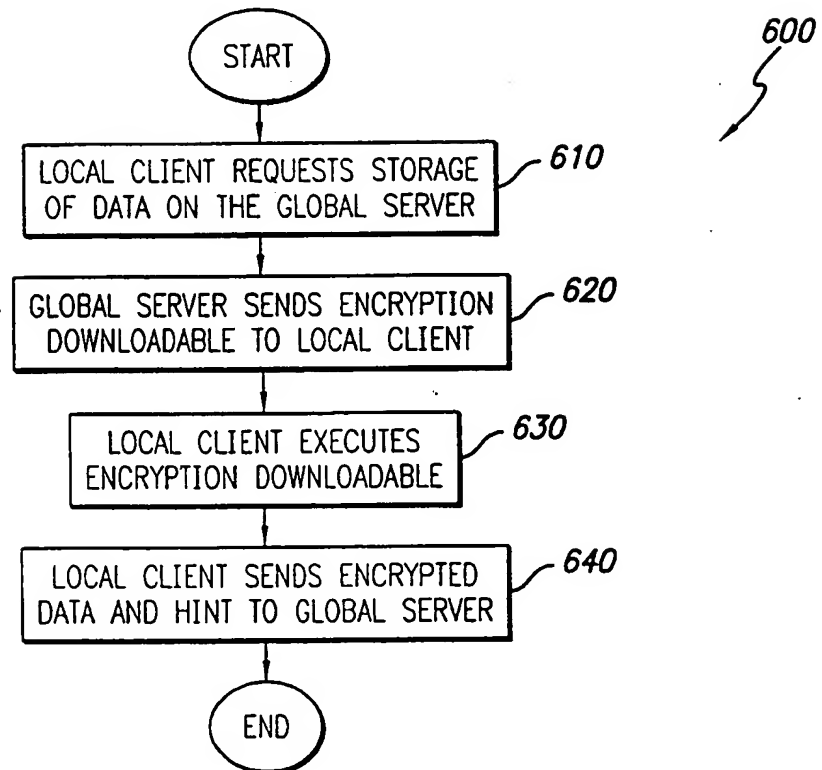 START
600
LOCAL CLIENT REQUESTS STORAGE
OF DATA ON THE GLOBAL SERVER
610
GLOBAL SERVER SENDS ENCRYPTION
DOWNLOADABLE TO LOCAL CLIENT
620
LOCAL CLIENT EXECUTES
ENCRYPTION DOWNLOADABLE
630
LOCAL CLIENT SENDS ENCRYPTED
DATA AND HINT TO GLOBAL SERVER
640
END